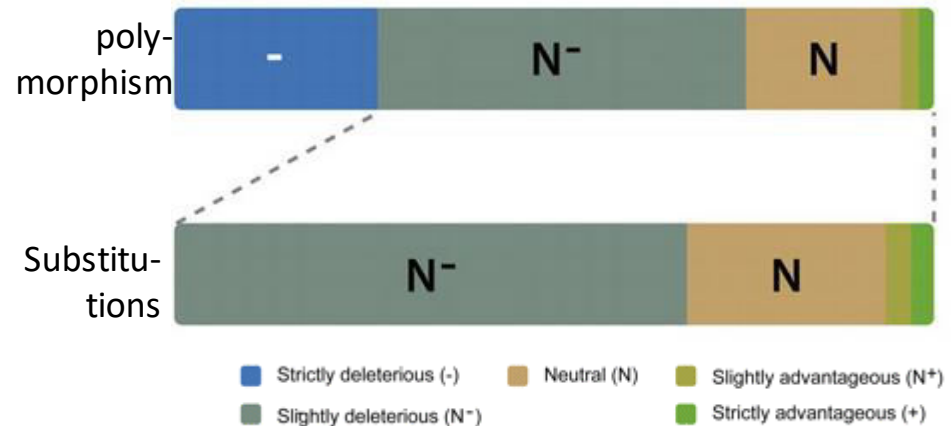 poly-
morphism
-
N⁻
N
Substitu-
tions
N⁻
N
Strictly deleterious (-)
Neutral (N)
Slightly advantageous (N⁺)
Slightly deleterious (N⁻)
Strictly advantageous (+)